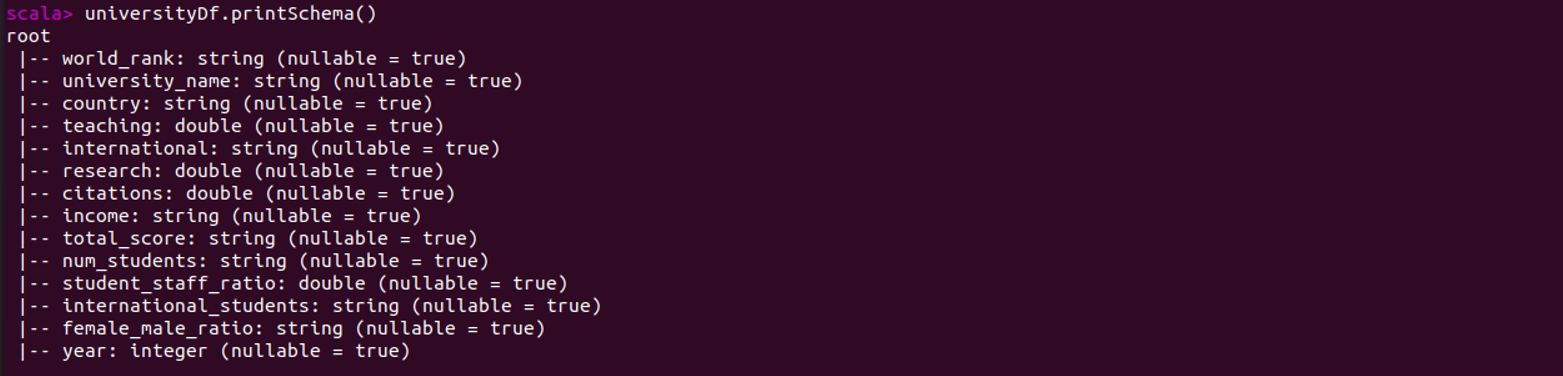 scala> universityDf.printSchema()
root
 |-- world_rank: string (nullable = true)
 |-- university_name: string (nullable = true)
 |-- country: string (nullable = true)
 |-- teaching: double (nullable = true)
 |-- international: string (nullable = true)
 |-- research: double (nullable = true)
 |-- citations: double (nullable = true)
 |-- income: string (nullable = true)
 |-- total_score: string (nullable = true)
 |-- num_students: string (nullable = true)
 |-- student_staff_ratio: double (nullable = true)
 |-- international_students: string (nullable = true)
 |-- female_male_ratio: string (nullable = true)
 |-- year: integer (nullable = true)